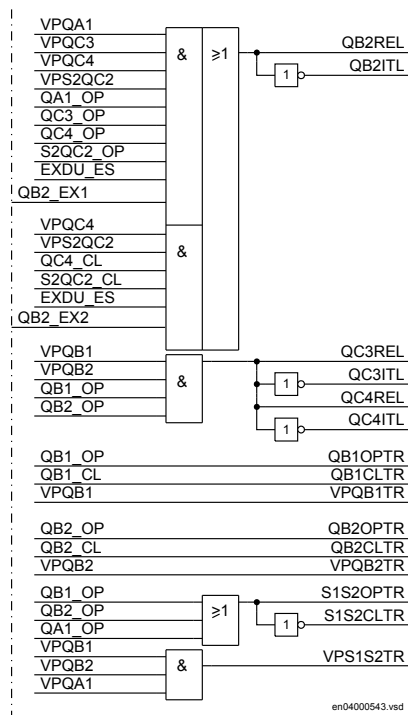 VPQA1
VPQC3
VPQC4
VPS2QC2
QA1_OP
QC3_OP
QC4_OP
S2QC2_OP
EXDU_ES
QB2_EX1
& ≥1
QB2REL
1 QB2ITL
VPQC4
VPS2QC2
QC4_CL
S2QC2_CL
EXDU_ES
QB2_EX2
&
VPQB1
VPQB2
QB1_OP
QB2_OP
&
QC3REL
1 QC3ITL
QC4REL
1 QC4ITL
QB1_OP QB1OPTR
QB1_CL QB1CLTR
VPQB1 VPQB1TR
QB2_OP QB2OPTR
QB2_CL QB2CLTR
VPQB2 VPQB2TR
QB1_OP
QB2_OP
QA1_OP
≥1
S1S2OPTR
1 S1S2CLTR
VPQB1
VPQB2
VPQA1
&
VPS1S2TR
en04000543.vsd